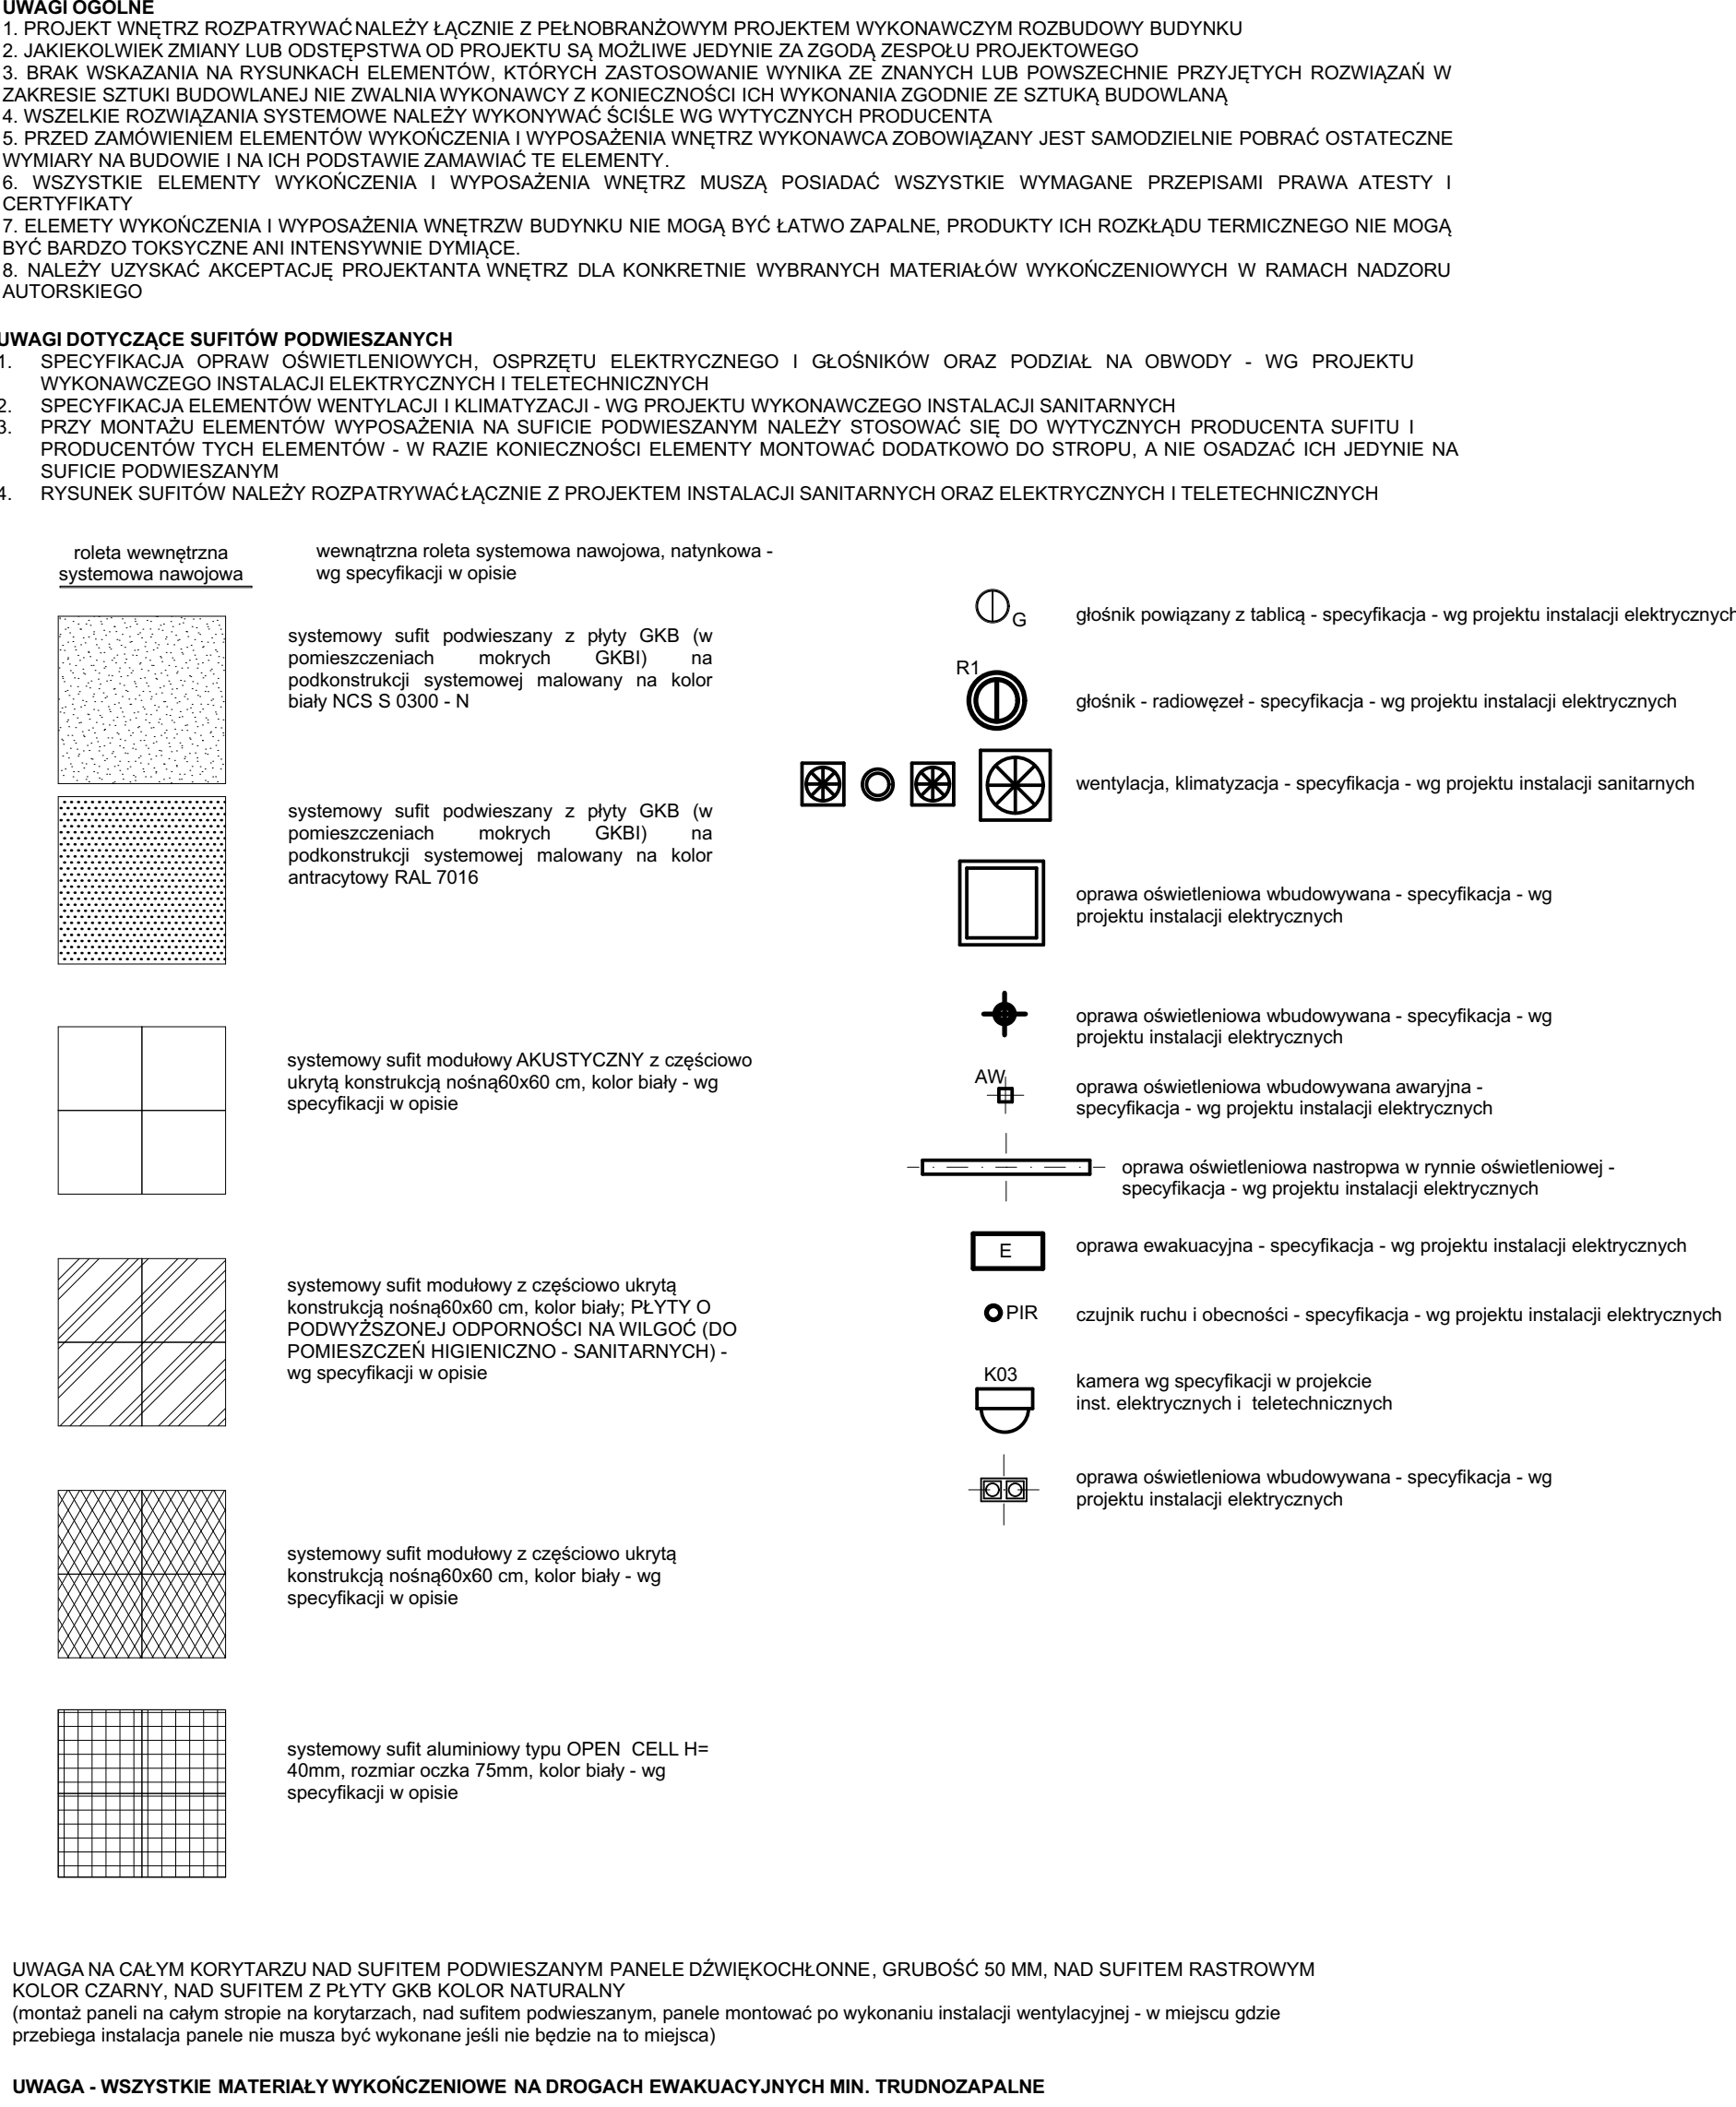 UWAGI OGÓLNE
1. PROJEKT WNĘTRZ ROZPATRYWAĆ NALEŻY ŁĄCZNIE Z PEŁNOBRANŻOWYM PROJEKTEM WYKONAWCZYM ROZBUDOWY BUDYNKU
2. JAKIEKOLWIEK ZMIANY LUB ODSTĘPSTWA OD PROJEKTU SĄ MOŻLIWE JEDYNIE ZA ZGODĄ ZESPOŁU PROJEKTOWEGO
3. BRAK WSKAZANIA NA RYSUNKACH ELEMENTÓW, KTÓRYCH ZASTOSOWANIE WYNIKA ZE ZNANYCH LUB POWSZECHNIE PRZYJĘTYCH ROZWIĄZAŃ W
ZAKRESIE SZTUKI BUDOWLANEJ NIE ZWALNIA WYKONAWCY Z KONIECZNOŚCI ICH WYKONANIA ZGODNIE ZE SZTUKĄ BUDOWLANĄ
4. WSZELKIE ROZWIĄZANIA SYSTEMOWE NALEŻY WYKONYWAĆ ŚCIŚLE WG WYTYCZNYCH PRODUCENTA
5. PRZED ZAMÓWIENIEM ELEMENTÓW WYKOŃCZENIA I WYPOSAŻENIA WNĘTRZ WYKONAWCA ZOBOWIĄZANY JEST SAMODZIELNIE POBRAĆ OSTATECZNE
WYMIARY NA BUDOWIE I NA ICH PODSTAWIE ZAMAWIAĆ TE ELEMENTY.
6. WSZYSTKIE ELEMENTY WYKOŃCZENIA I WYPOSAŻENIA WNĘTRZ MUSZĄ POSIADAĆ WSZYSTKIE WYMAGANE PRZEPISAMI PRAWA ATESTY I
CERTYFIKATY
7. ELEMETY WYKOŃCZENIA I WYPOSAŻENIA WNĘTRZW BUDYNKU NIE MOGĄ BYĆ ŁATWO ZAPALNE, PRODUKTY ICH ROZKŁĄDU TERMICZNEGO NIE MOGĄ
BYĆ BARDZO TOKSYCZNE ANI INTENSYWNIE DYMIĄCE.
8. NALEŻY UZYSKAĆ AKCEPTACJĘ PROJEKTANTA WNĘTRZ DLA KONKRETNIE WYBRANYCH MATERIAŁÓW WYKOŃCZENIOWYCH W RAMACH NADZORU
AUTORSKIEGO
UWAGI DOTYCZĄCE SUFITÓW PODWIESZANYCH
1. SPECYFIKACJA OPRAW OŚWIETLENIOWYCH, OSPRZĘTU ELEKTRYCZNEGO I GŁOŚNIKÓW ORAZ PODZIAŁ NA OBWODY - WG PROJEKTU
WYKONAWCZEGO INSTALACJI ELEKTRYCZNYCH I TELETECHNICZNYCH
2. SPECYFIKACJA ELEMENTÓW WENTYLACJI I KLIMATYZACJI - WG PROJEKTU WYKONAWCZEGO INSTALACJI SANITARNYCH
3. PRZY MONTAŻU ELEMENTÓW WYPOSAŻENIA NA SUFICIE PODWIESZANYM NALEŻY STOSOWAĆ SIĘ DO WYTYCZNYCH PRODUCENTA SUFITU I
PRODUCENTÓW TYCH ELEMENTÓW - W RAZIE KONIECZNOŚCI ELEMENTY MONTOWAĆ DODATKOWO DO STROPU, A NIE OSADZAĆ ICH JEDYNIE NA
SUFICIE PODWIESZANYM
4. RYSUNEK SUFITÓW NALEŻY ROZPATRYWAĆ ŁĄCZNIE Z PROJEKTEM INSTALACJI SANITARNYCH ORAZ ELEKTRYCZNYCH I TELETECHNICZNYCH
roleta wewnętrzna
systemowa nawojowa
wewnątrzna roleta systemowa nawojowa, natynkowa -
wg specyfikacji w opisie
systemowy sufit podwieszany z płyty GKB (w
pomieszczeniach mokrych GKBI) na
podkonstrukcji systemowej malowany na kolor
biały NCS S 0300 - N
systemowy sufit podwieszany z płyty GKB (w
pomieszczeniach mokrych GKBI) na
podkonstrukcji systemowej malowany na kolor
antracytowy RAL 7016
systemowy sufit modułowy AKUSTYCZNY z częściowo
ukrytą konstrukcją nośną60x60 cm, kolor biały - wg
specyfikacji w opisie
systemowy sufit modułowy z częściowo ukrytą
konstrukcją nośną60x60 cm, kolor biały; PŁYTY O
PODWYŻSZONEJ ODPORNOŚCI NA WILGOĆ (DO
POMIESZCZEŃ HIGIENICZNO - SANITARNYCH) -
wg specyfikacji w opisie
systemowy sufit modułowy z częściowo ukrytą
konstrukcją nośną60x60 cm, kolor biały - wg
specyfikacji w opisie
systemowy sufit aluminiowy typu OPEN CELL H=
40mm, rozmiar oczka 75mm, kolor biały - wg
specyfikacji w opisie
G
głośnik powiązany z tablicą - specyfikacja - wg projektu instalacji elektrycznych
R1
głośnik - radiowęzeł - specyfikacja - wg projektu instalacji elektrycznych
wentylacja, klimatyzacja - specyfikacja - wg projektu instalacji sanitarnych
oprawa oświetleniowa wbudowywana - specyfikacja - wg
projektu instalacji elektrycznych
oprawa oświetleniowa wbudowywana - specyfikacja - wg
projektu instalacji elektrycznych
AW
oprawa oświetleniowa wbudowywana awaryjna -
specyfikacja - wg projektu instalacji elektrycznych
oprawa oświetleniowa nastropwa w rynnie oświetleniowej -
specyfikacja - wg projektu instalacji elektrycznych
E
oprawa ewakuacyjna - specyfikacja - wg projektu instalacji elektrycznych
PIR
czujnik ruchu i obecności - specyfikacja - wg projektu instalacji elektrycznych
K03
kamera wg specyfikacji w projekcie
inst. elektrycznych i teletechnicznych
oprawa oświetleniowa wbudowywana - specyfikacja - wg
projektu instalacji elektrycznych
UWAGA NA CAŁYM KORYTARZU NAD SUFITEM PODWIESZANYM PANELE DŹWIĘKOCHŁONNE, GRUBOŚĆ 50 MM, NAD SUFITEM RASTROWYM
KOLOR CZARNY, NAD SUFITEM Z PŁYTY GKB KOLOR NATURALNY
(montaż paneli na całym stropie na korytarzach, nad sufitem podwieszanym, panele montować po wykonaniu instalacji wentylacyjnej - w miejscu gdzie
przebiega instalacja panele nie musza być wykonane jeśli nie będzie na to miejsca)
UWAGA - WSZYSTKIE MATERIAŁY WYKOŃCZENIOWE NA DROGACH EWAKUACYJNYCH MIN. TRUDNOZAPALNE